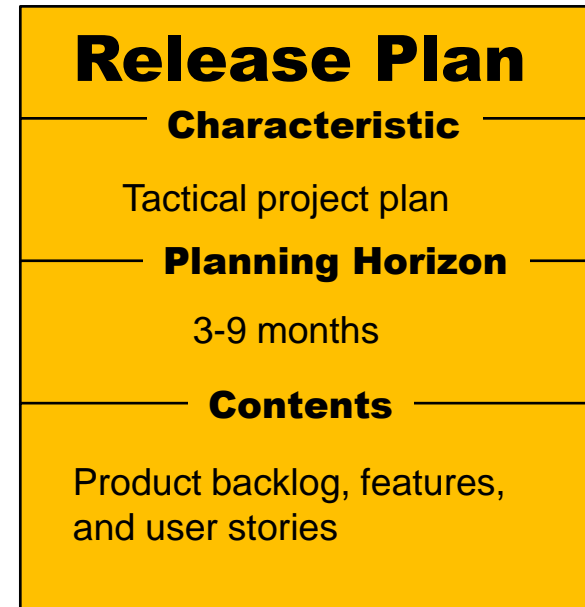 Release Plan
Characteristic
Tactical project plan
Planning Horizon
3-9 months
Contents
Product backlog, features,
and user stories